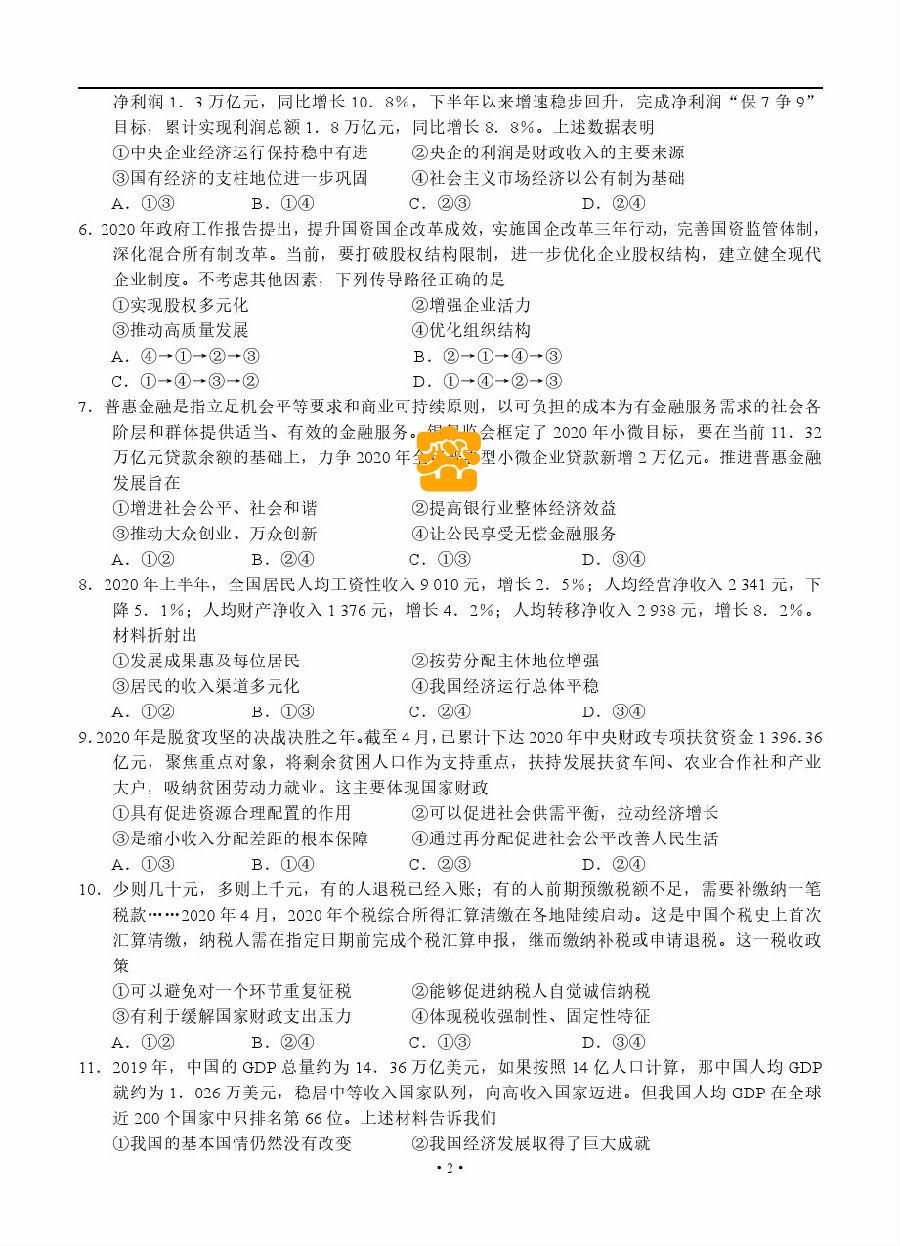 净利润 1．3 万亿元，同比增长 10．8%，下半年以来增速稳步回升，完成净利润“保 7 争 9”
目标，累计实现利润总额 1．8 万亿元，同比增长 8．8%。上述数据表明
①中央企业经济运行保持稳中有进 ②央企的利润是财政收入的主要来源
③国有经济的支柱地位进一步巩固 ④社会主义市场经济以公有制为基础
A．①③ B．①④ C．②③ D．②④
6．2020 年政府工作报告提出，提升国资国企改革成效，实施国企改革三年行动，完善国资监管体制，
深化混合所有制改革。当前，要打破股权结构限制，进一步优化企业股权结构，建立健全现代
企业制度。不考虑其他因素，下列传导路径正确的是
①实现股权多元化 ②增强企业活力
③推动高质量发展 ④优化组织结构
A．④→①→②→③ B．②→①→④→③
C．①→④→③→② D．①→④→②→③
7．普惠金融是指立足机会平等要求和商业可持续原则，以可负担的成本为有金融服务需求的社会各
阶层和群体提供适当、有效的金融服务。银保监会框定了 2020 年小微目标，要在当前 11．32
万亿元贷款余额的基础上，力争 2020 年全 型小微企业贷款新增 2 万亿元。推进普惠金融
发展旨在
①增进社会公平、社会和谐 ②提高银行业整体经济效益
③推动大众创业、万众创新 ④让公民享受无偿金融服务
A．①② B．②④ C．①③ D．③④
8．2020 年上半年，全国居民人均工资性收入 9 010 元，增长 2．5%；人均经营净收入 2 341 元，下
降 5．1%；人均财产净收入 1 376 元，增长 4．2%；人均转移净收入 2 938 元，增长 8．2%。
材料折射出
①发展成果惠及每位居民 ②按劳分配主体地位增强
③居民的收入渠道多元化 ④我国经济运行总体平稳
A．①② B．①③ C．②④ D．③④
9．2020 年是脱贫攻坚的决战决胜之年。截至 4 月，已累计下达 2020 年中央财政专项扶贫资金 1 396．36
亿元，聚焦重点对象，将剩余贫困人口作为支持重点，扶持发展扶贫车间、农业合作社和产业
大户，吸纳贫困劳动力就业。这主要体现国家财政
①具有促进资源合理配置的作用 ②可以促进社会供需平衡，拉动经济增长
③是缩小收入分配差距的根本保障 ④通过再分配促进社会公平改善人民生活
A．①③ B．①④ C．②③ D．②④
10．少则几十元，多则上千元，有的人退税已经入账；有的人前期预缴税额不足，需要补缴纳一笔
税款……2020 年 4 月，2020 年个税综合所得汇算清缴在各地陆续启动。这是中国个税史上首次
汇算清缴，纳税人需在指定日期前完成个税汇算申报，继而缴纳补税或申请退税。这一税收政
策
①可以避免对一个环节重复征税 ②能够促进纳税人自觉诚信纳税
③有利于缓解国家财政支出压力 ④体现税收强制性、固定性特征
A．①② B．②④ C．①③ D．③④
11．2019 年，中国的 GDP 总量约为 14．36 万亿美元，如果按照 14 亿人口计算，那中国人均 GDP
就约为 1．026 万美元，稳居中等收入国家队列，向高收入国家迈进。但我国人均 GDP 在全球
近 200 个国家中只排名第 66 位。上述材料告诉我们
①我国的基本国情仍然没有改变 ②我国经济发展取得了巨大成就
·2·